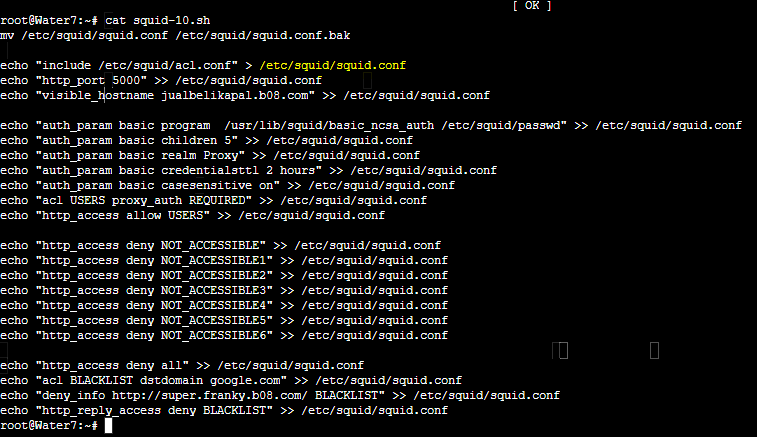 [ OK ]
root@Water7:~# cat squid-10.sh
mv /etc/squid/squid.conf /etc/squid/squid.conf.bak
echo "include /etc/squid/acl.conf" > /etc/squid/squid.conf
echo "http_port 5000" >> /etc/squid/squid.conf
echo "visible_hostname jualbelikapal.b08.com" >> /etc/squid/squid.conf
echo "auth_param basic program  /usr/lib/squid/basic_ncsa_auth /etc/squid/passwd" >> /etc/squid/squid.conf
echo "auth_param basic children 5" >> /etc/squid/squid.conf
echo "auth_param basic realm Proxy" >> /etc/squid/squid.conf
echo "auth_param basic credentialsttl 2 hours" >> /etc/squid/squid.conf
echo "auth_param basic casesensitive on" >> /etc/squid/squid.conf
echo "acl USERS proxy_auth REQUIRED" >> /etc/squid/squid.conf
echo "http_access allow USERS" >> /etc/squid/squid.conf
echo "http_access deny NOT_ACCESSIBLE" >> /etc/squid/squid.conf
echo "http_access deny NOT_ACCESSIBLE1" >> /etc/squid/squid.conf
echo "http_access deny NOT_ACCESSIBLE2" >> /etc/squid/squid.conf
echo "http_access deny NOT_ACCESSIBLE3" >> /etc/squid/squid.conf
echo "http_access deny NOT_ACCESSIBLE4" >> /etc/squid/squid.conf
echo "http_access deny NOT_ACCESSIBLE5" >> /etc/squid/squid.conf
echo "http_access deny NOT_ACCESSIBLE6" >> /etc/squid/squid.conf
echo "http_access deny all" >> /etc/squid/squid.conf
echo "acl BLACKLIST dstdomain google.com" >> /etc/squid/squid.conf
echo "deny_info http://super.franky.b08.com/ BLACKLIST" >> /etc/squid/squid.conf
echo "http_reply_access deny BLACKLIST" >> /etc/squid/squid.conf
root@Water7:~#